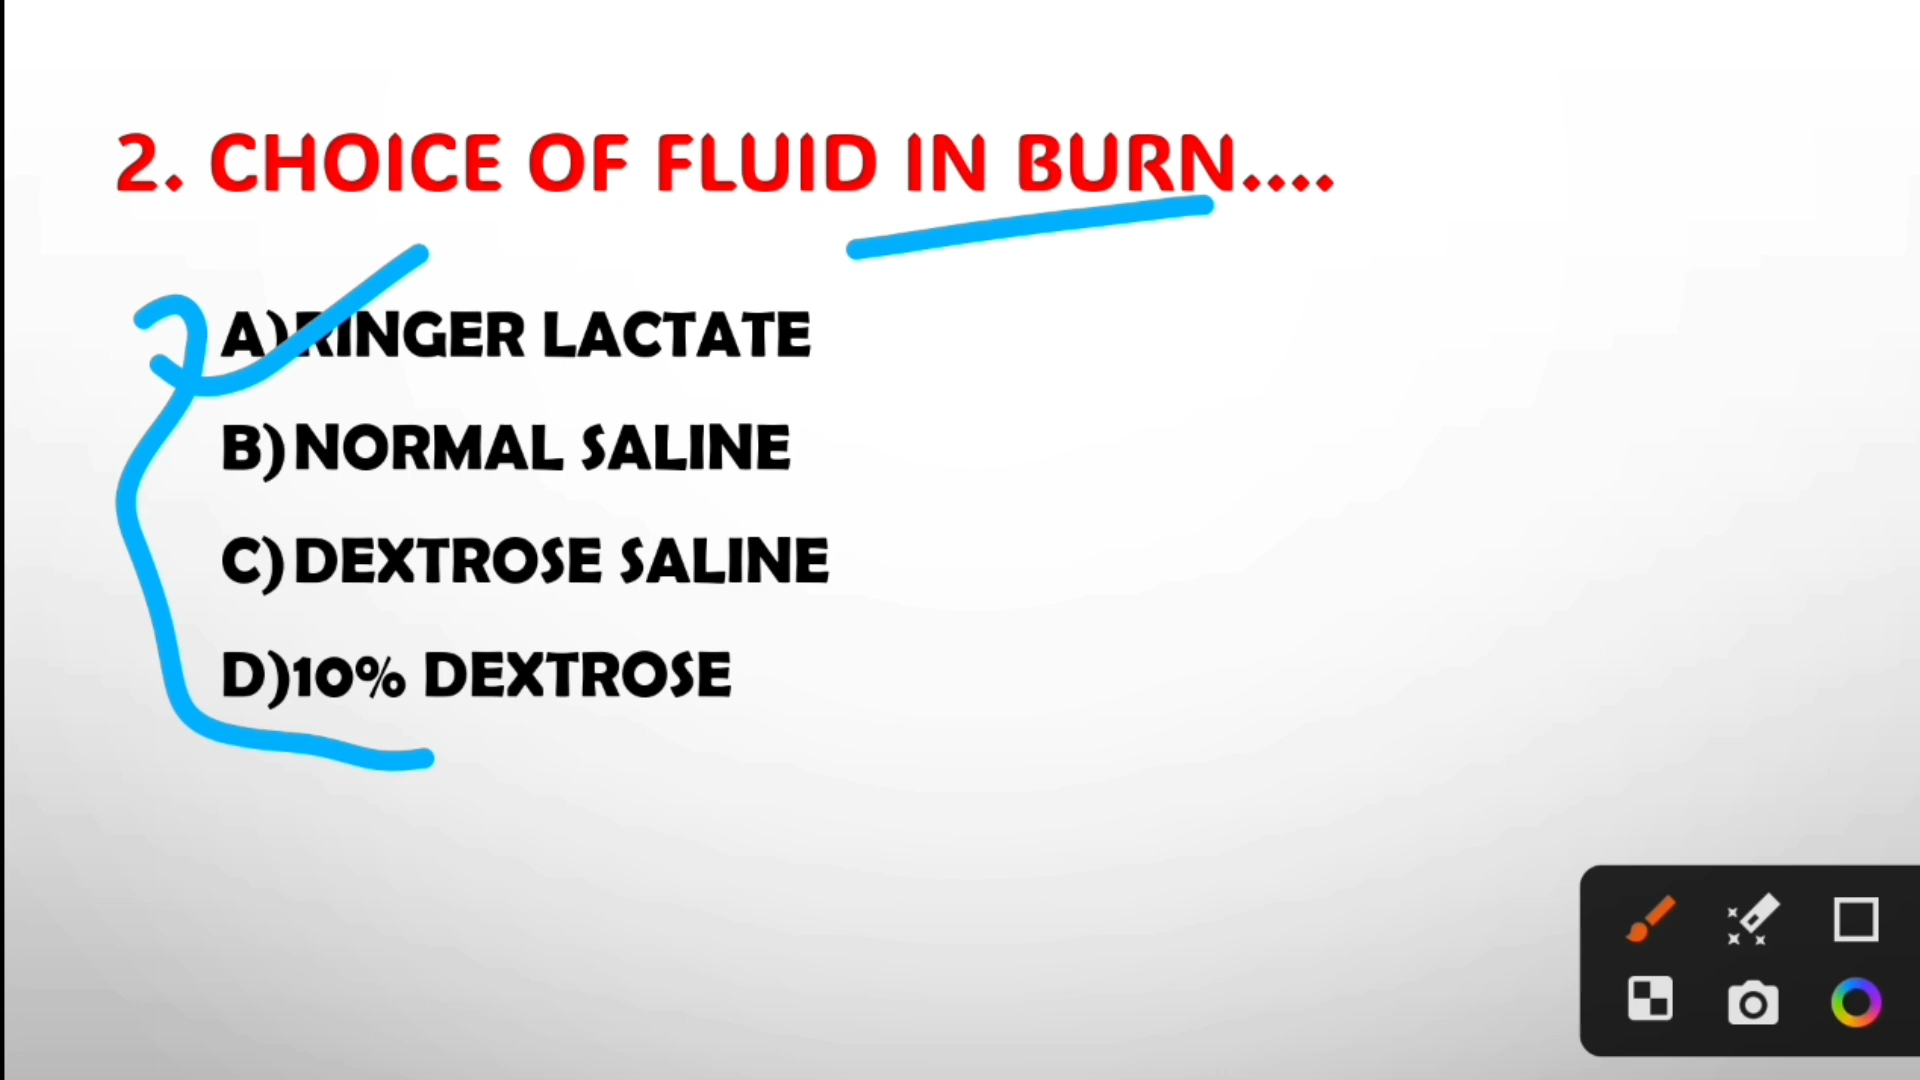 2. CHOICE OF FLUID IN BURN....
A) RINGER LACTATE
B) NORMAL SALINE
C) DEXTROSE SALINE
D) 10% DEXTROSE